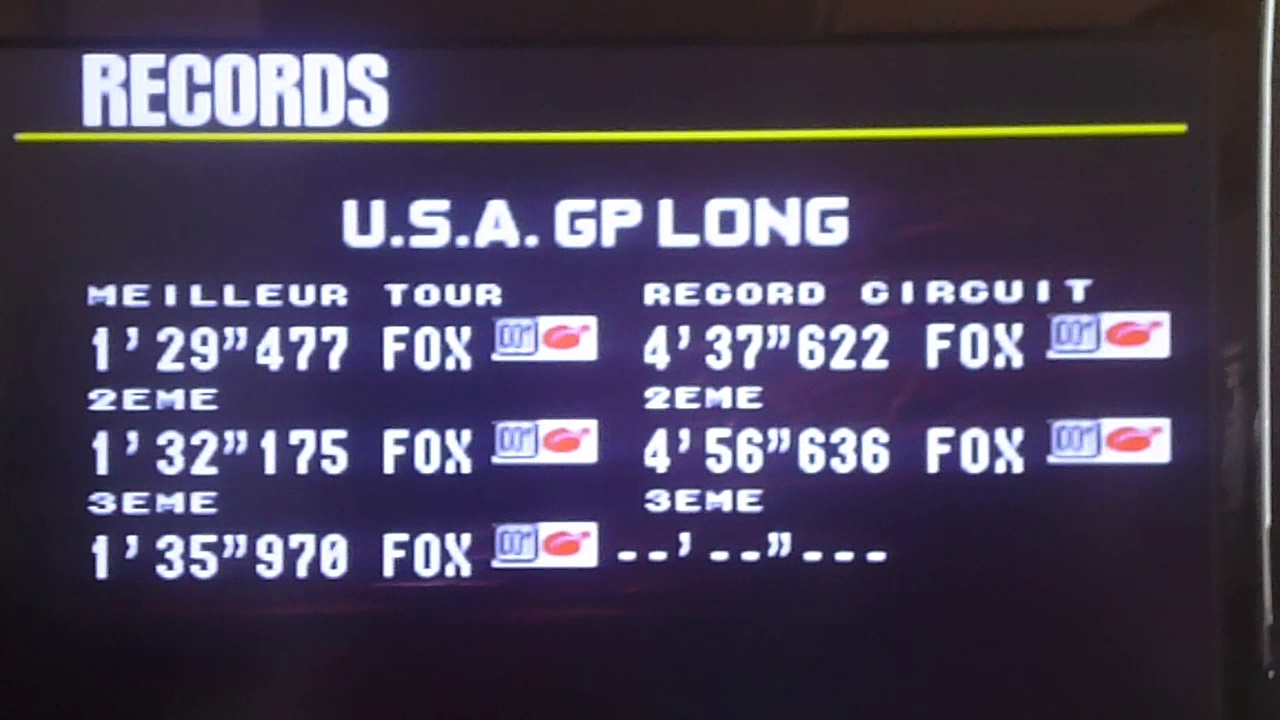 RECORDS
U.S.A. GP LONG
MEILLEUR TOUR RECORD CIRCUIT
1'29"477 FOX 4'37"622 FOX
2EME 2EME
1'32"175 FOX 4'56"636 FOX
3EME 3EME
1'35"970 FOX --'--"---